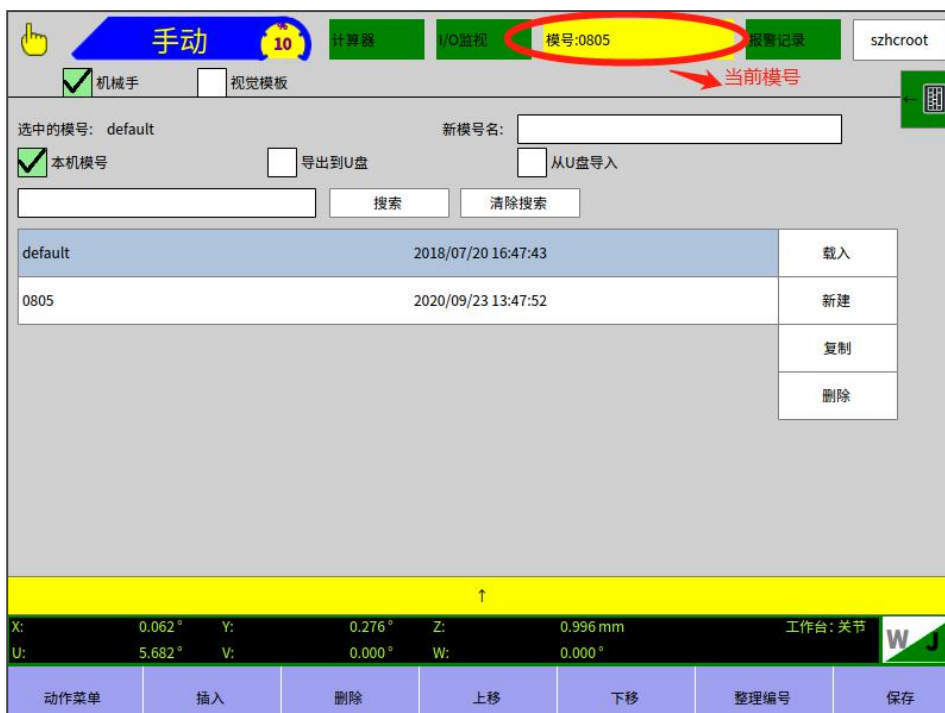 手动 % 10 计算器 I/O监视 模号:0805 报警记录 szhcroot
机械手 视觉模板 当前模号
选中的模号: default 新模号名:
本机模号 导出到U盘 从U盘导入
搜索 清除搜索
default 2018/07/20 16:47:43 载入
0805 2020/09/23 13:47:52 新建
复制
删除
↑
X: 0.062° Y: 0.276° Z: 0.996 mm 工作台: 关节
U: 5.682° V: 0.000° W: 0.000°
W J
动作菜单 插入 删除 上移 下移 整理编号 保存